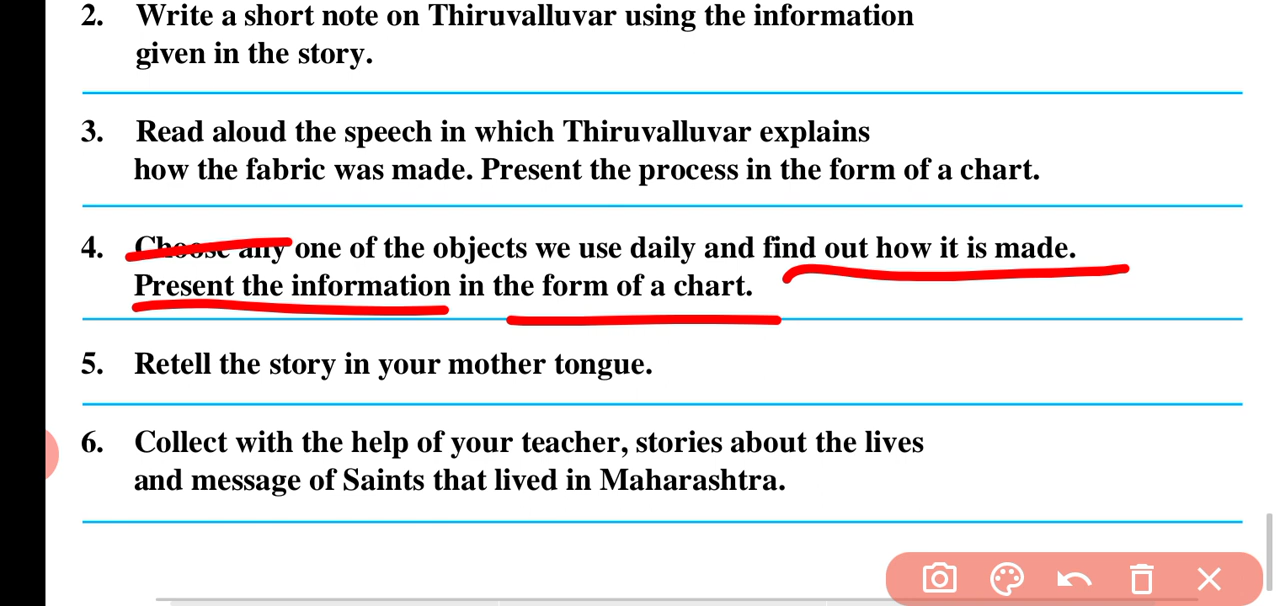 2. Write a short note on Thiruvalluvar using the information
given in the story.
3. Read aloud the speech in which Thiruvalluvar explains
how the fabric was made. Present the process in the form of a chart.
4. Choose any one of the objects we use daily and find out how it is made.
Present the information in the form of a chart.
5. Retell the story in your mother tongue.
6. Collect with the help of your teacher, stories about the lives
and message of Saints that lived in Maharashtra.